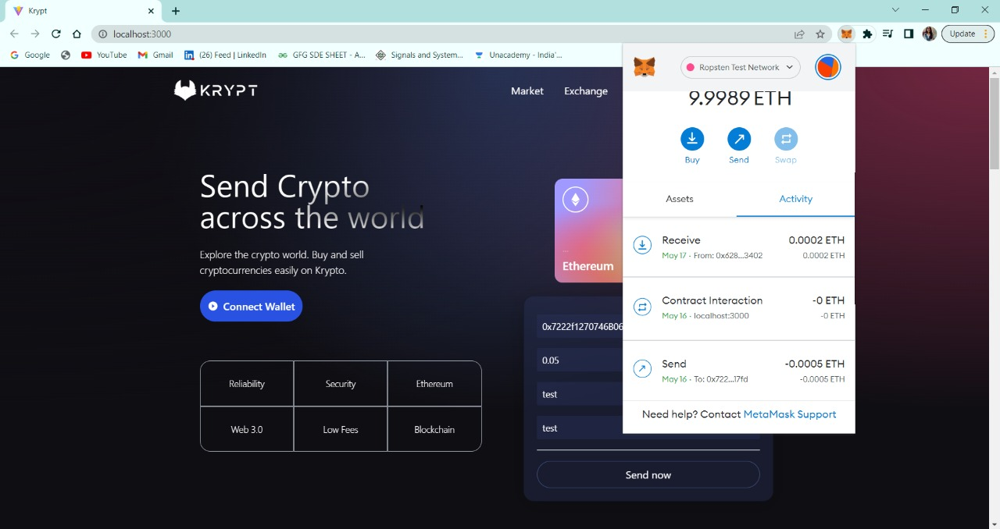 Krypt
localhost:3000
Update
Google
YouTube
Gmail
(26) Feed | LinkedIn
GFG SDE SHEET - A...
Signals and System...
Unacademy - India'...
KRYPT
Market
Exchange
Send Crypto
across the world
Explore the crypto world. Buy and sell
cryptocurrencies easily on Krypto.
Connect Wallet
Reliability
Security
Ethereum
Web 3.0
Low Fees
Blockchain
...
Ethereum
0x7222f1270746B06
0.05
test
test
Send now
Ropsten Test Network
9.9989 ETH
Buy
Send
Swap
Assets
Activity
Receive
0.0002 ETH
May 17 · From: 0x628...3402
0.0002 ETH
Contract Interaction
-0 ETH
May 16 · localhost:3000
-0 ETH
Send
-0.0005 ETH
May 16 · To: 0x722...17fd
-0.0005 ETH
Need help? Contact MetaMask Support